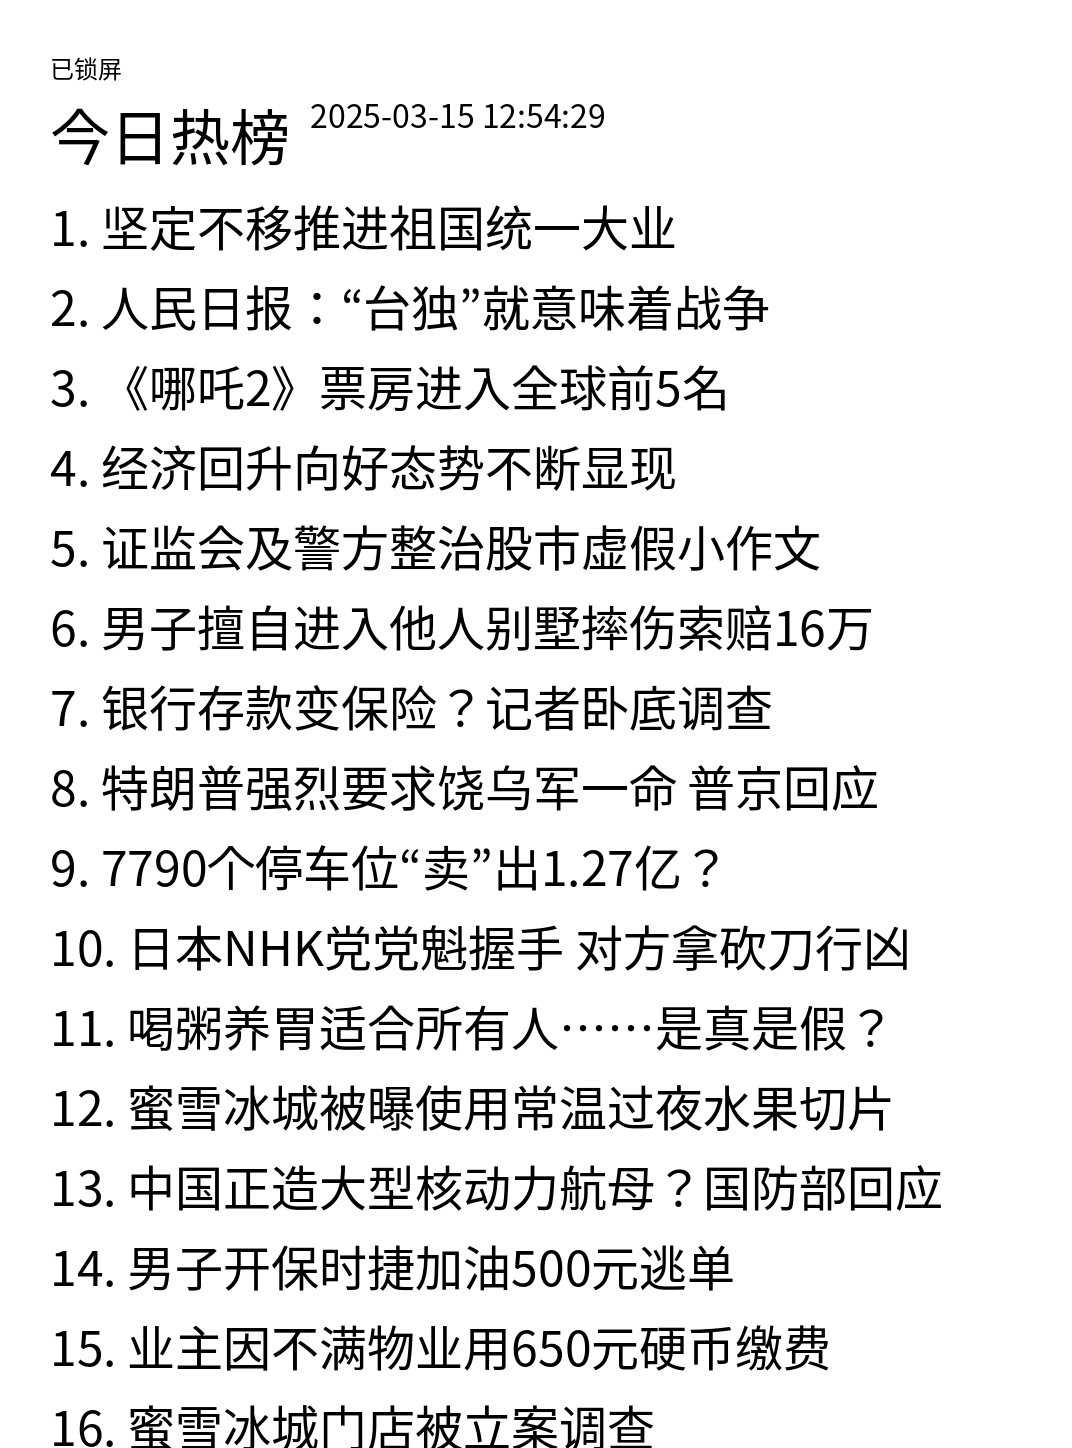 已锁屏
今日热榜 2025-03-15 12:54:29
1. 坚定不移推进祖国统一大业
2. 人民日报：“台独”就意味着战争
3. 《哪吒2》票房进入全球前5名
4. 经济回升向好态势不断显现
5. 证监会及警方整治股市虚假小作文
6. 男子擅自进入他人别墅摔伤索赔16万
7. 银行存款变保险？记者卧底调查
8. 特朗普强烈要求饶乌军一命 普京回应
9. 7790个停车位“卖”出1.27亿？
10. 日本NHK党党魁握手 对方拿砍刀行凶
11. 喝粥养胃适合所有人……是真是假？
12. 蜜雪冰城被曝使用常温过夜水果切片
13. 中国正造大型核动力航母？国防部回应
14. 男子开保时捷加油500元逃单
15. 业主因不满物业用650元硬币缴费
16. 蜜雪冰城门店被立案调查